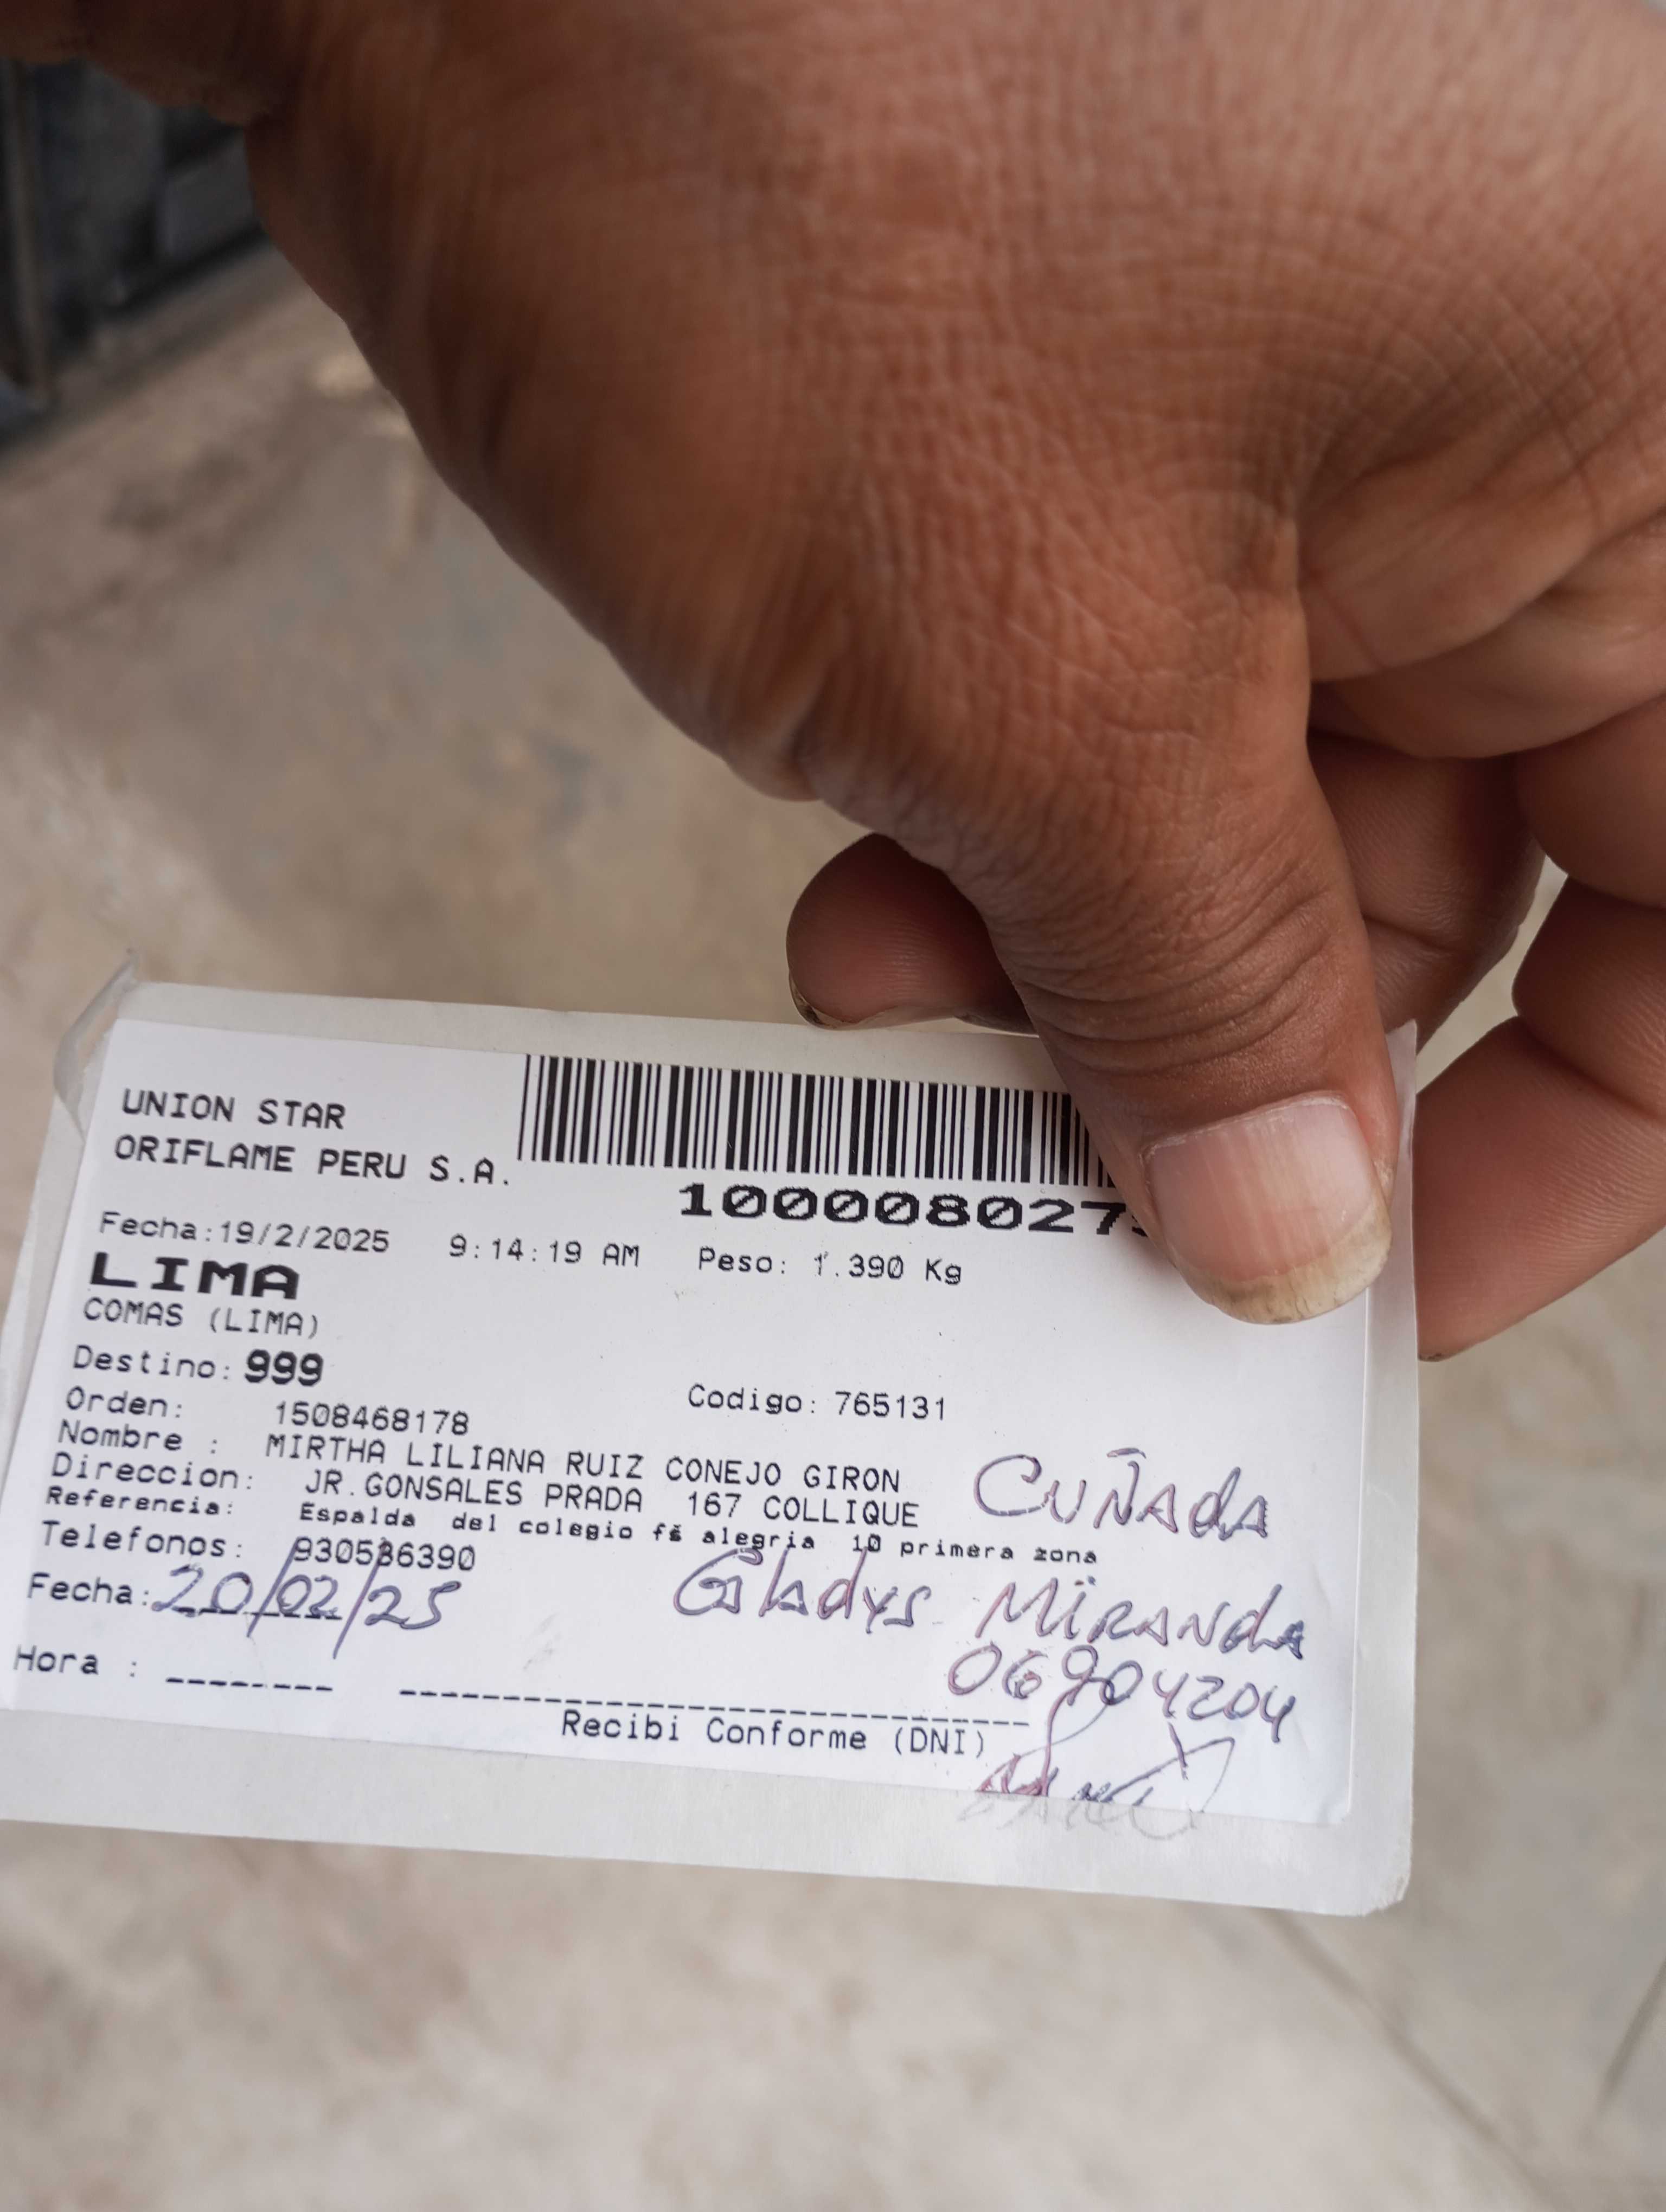 UNION STAR
ORIFLAME PERU S.A.
100008027
Fecha:19/2/2025 9:14:19 AM Peso: 1.390 Kg
LIMA
COMAS (LIMA)
Destino: 999
Orden: 1508468178 Codigo: 765131
Nombre : MIRTHA LILIANA RUIZ CONEJO GIRON
Direccion: JR.GONSALES PRADA 167 COLLIQUE
CUÑAdA
Referencia: Espalda del colegio fš alegria 10 primera zona
Telefonos: 930536390
Fecha: 20/02/25
Gladys MIRANdA
06904204
Hora :
Recibi Conforme (DNI)